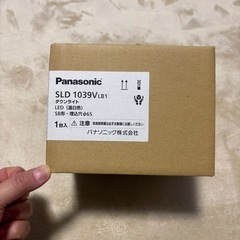 Panasonic
SLD 1039V LB1
ダウンライト
LED（温白色）
SB形・埋込穴φ65
1台入
注意
パナソニック株式会社